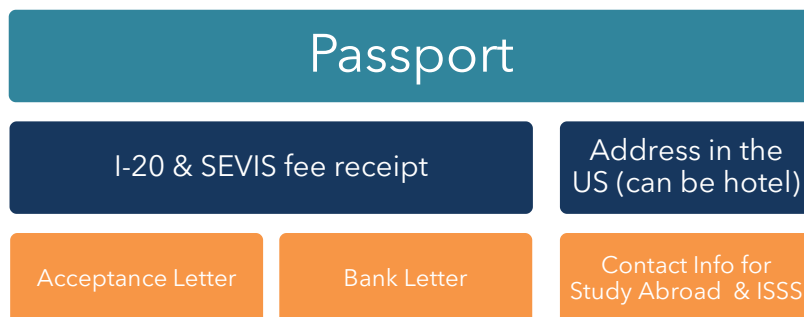 Passport
I-20 & SEVIS fee receipt
Address in the
US (can be hotel)
Acceptance Letter
Bank Letter
Contact Info for
Study Abroad & ISSS